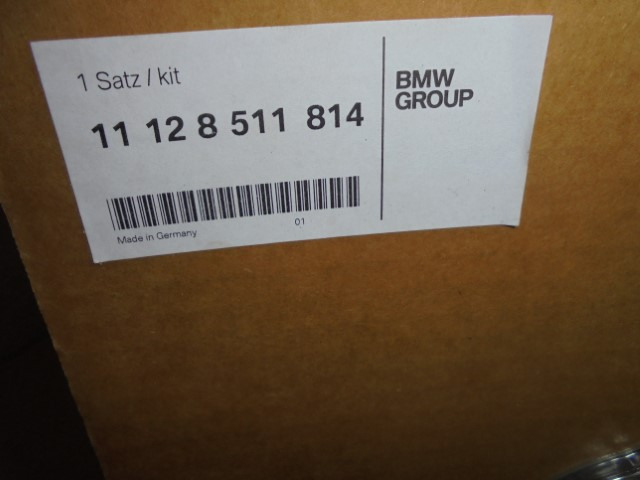 1 Satz / kit
11 12 8 511 814
01
Made in Germany
BMW
GROUP